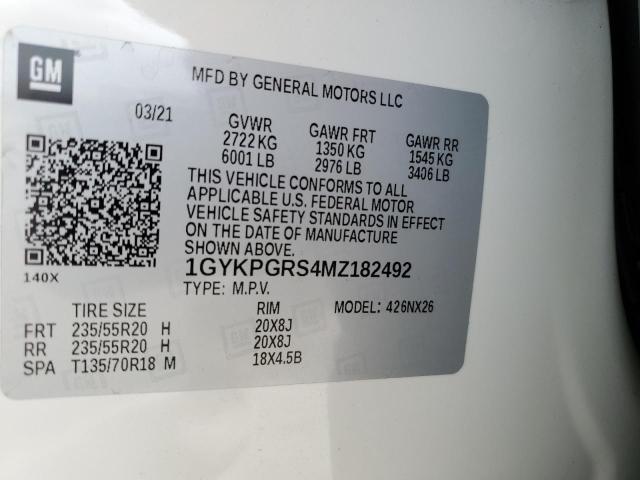 GM
MFD BY GENERAL MOTORS LLC
03/21
GVWR GAWR FRT GAWR RR
2722 KG 1350 KG 1545 KG
6001 LB 2976 LB 3406 LB
THIS VEHICLE CONFORMS TO ALL
APPLICABLE U.S. FEDERAL MOTOR
VEHICLE SAFETY STANDARDS IN EFFECT
ON THE DATE OF MANUFACTURE
SHOWN ABOVE.
1GYKPGRS4MZ182492
140X
TYPE: M.P.V. MODEL: 426NX26
TIRE SIZE RIM
FRT 235/55R20 H 20X8J
RR 235/55R20 H 20X8J
SPA T135/70R18 M 18X4.5B